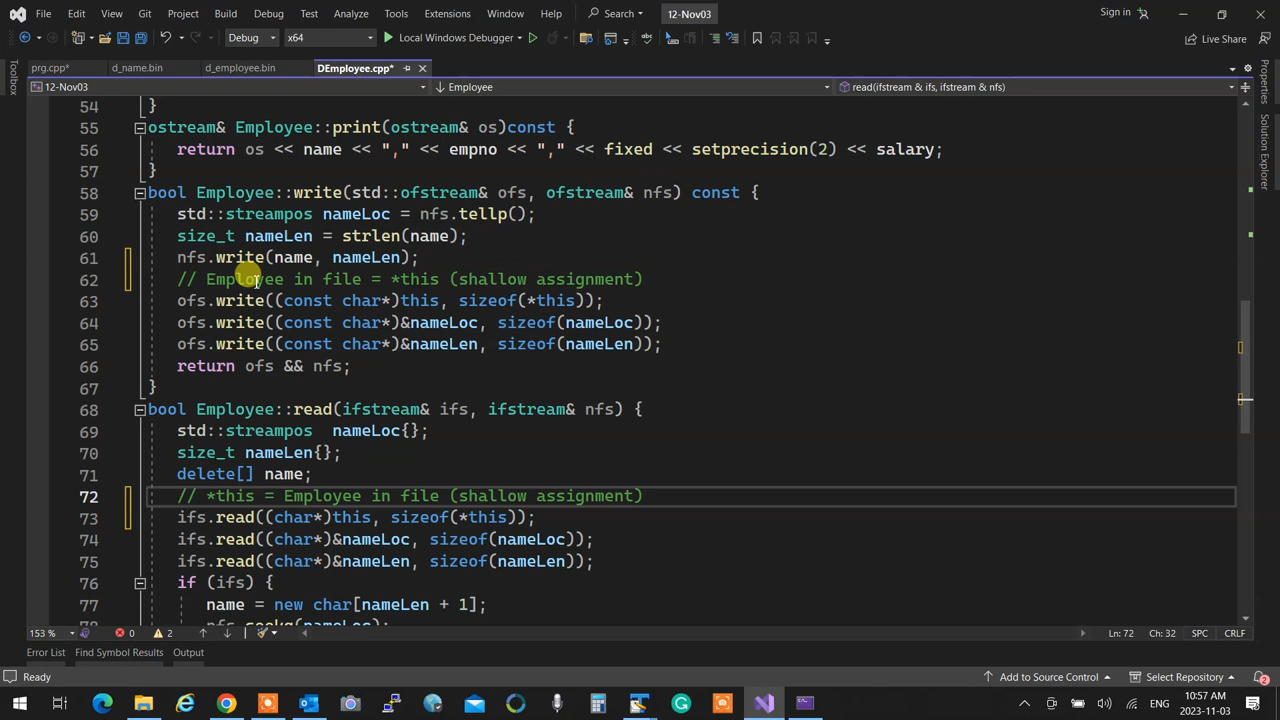 File Edit View Git Project Build Debug Test Analyze Tools Extensions Window Help Search 12-Nov03 Sign in
Debug x64 Local Windows Debugger Live Share
prg.cpp* d_name.bin d_employee.bin DEmployee.cpp*
12-Nov03 Employee read(ifstream & ifs, ifstream & nfs)
Toolbox
Properties
Solution Explorer
54 }
55 ostream& Employee::print(ostream& os)const {
56 return os << name << "," << empno << "," << fixed << setprecision(2) << salary;
57 }
58 bool Employee::write(std::ofstream& ofs, ofstream& nfs) const {
59 std::streampos nameLoc = nfs.tellp();
60 size_t nameLen = strlen(name);
61 nfs.write(name, nameLen);
62 // Employee in file = *this (shallow assignment)
63 ofs.write((const char*)this, sizeof(*this));
64 ofs.write((const char*)&nameLoc, sizeof(nameLoc));
65 ofs.write((const char*)&nameLen, sizeof(nameLen));
66 return ofs && nfs;
67 }
68 bool Employee::read(ifstream& ifs, ifstream& nfs) {
69 std::streampos nameLoc{};
70 size_t nameLen{};
71 delete[] name;
72 // *this = Employee in file (shallow assignment)
73 ifs.read((char*)this, sizeof(*this));
74 ifs.read((char*)&nameLoc, sizeof(nameLoc));
75 ifs.read((char*)&nameLen, sizeof(nameLen));
76 if (ifs) {
77 name = new char[nameLen + 1];
78 nfs.seekg(nameLoc);
153 % 0 2 Ln: 72 Ch: 32 SPC CRLF
Error List Find Symbol Results Output
Ready Add to Source Control Select Repository 2
ENG 10:57 AM
2023-11-03